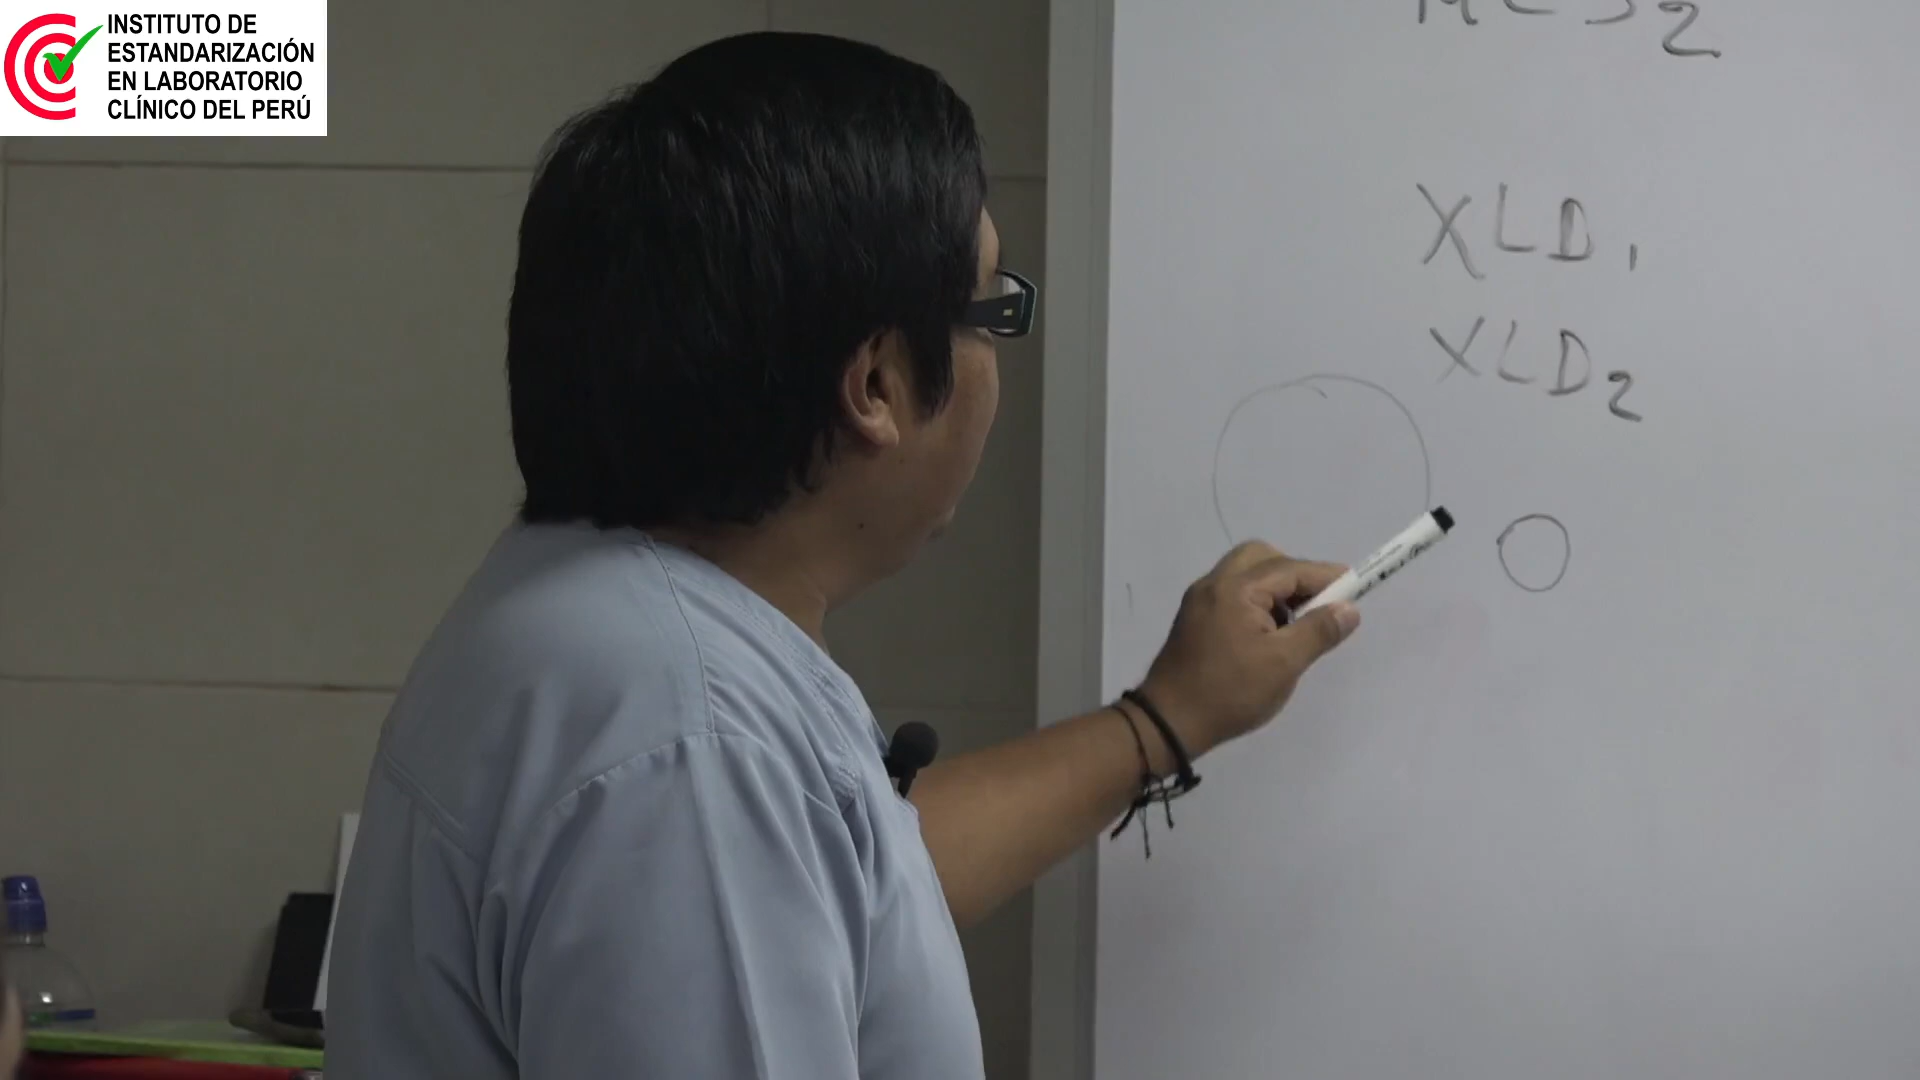 INSTITUTO DE
ESTANDARIZACIÓN
EN LABORATORIO
CLÍNICO DEL PERÚ
XLD1
XLD2